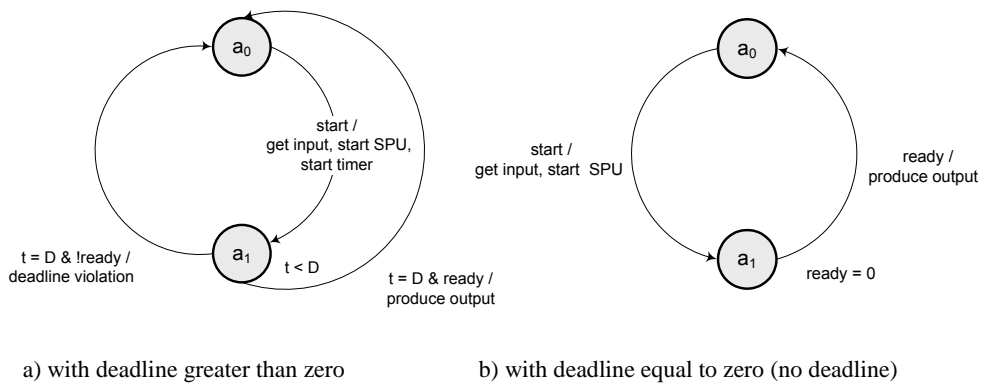 a0
start /
get input, start SPU,
start timer
a1
t < D
t = D & !ready /
deadline violation
t = D & ready /
produce output
a0
start /
get input, start SPU
ready /
produce output
a1
ready = 0
a) with deadline greater than zero
b) with deadline equal to zero (no deadline)